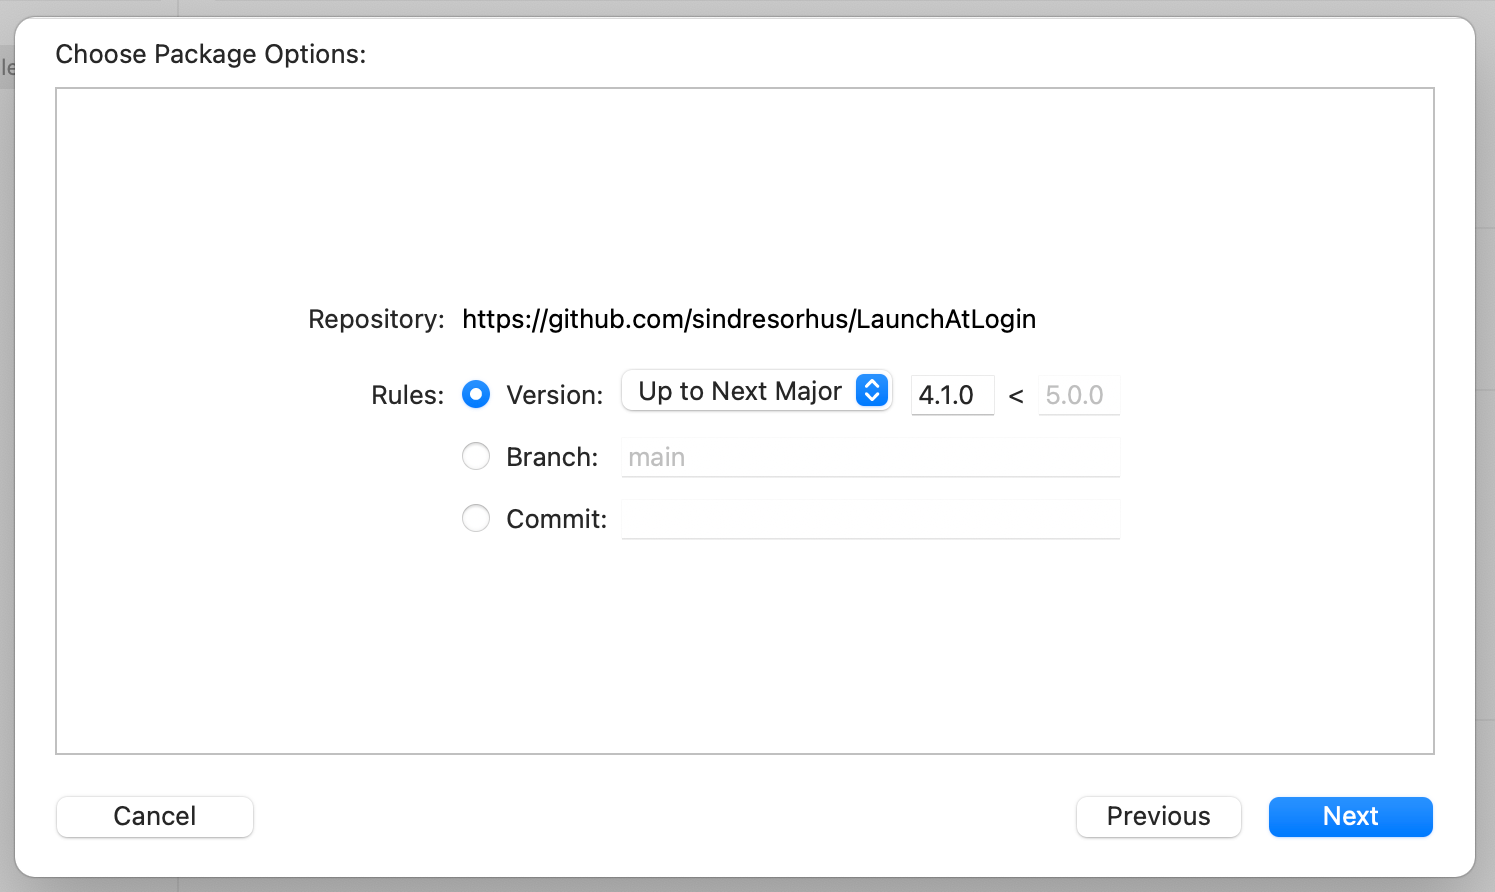 Choose Package Options:
le
Repository: https://github.com/sindresorhus/LaunchAtLogin
Rules: Version: Up to Next Major 4.1.0 < 5.0.0
Branch: main
Commit:
Cancel Previous Next